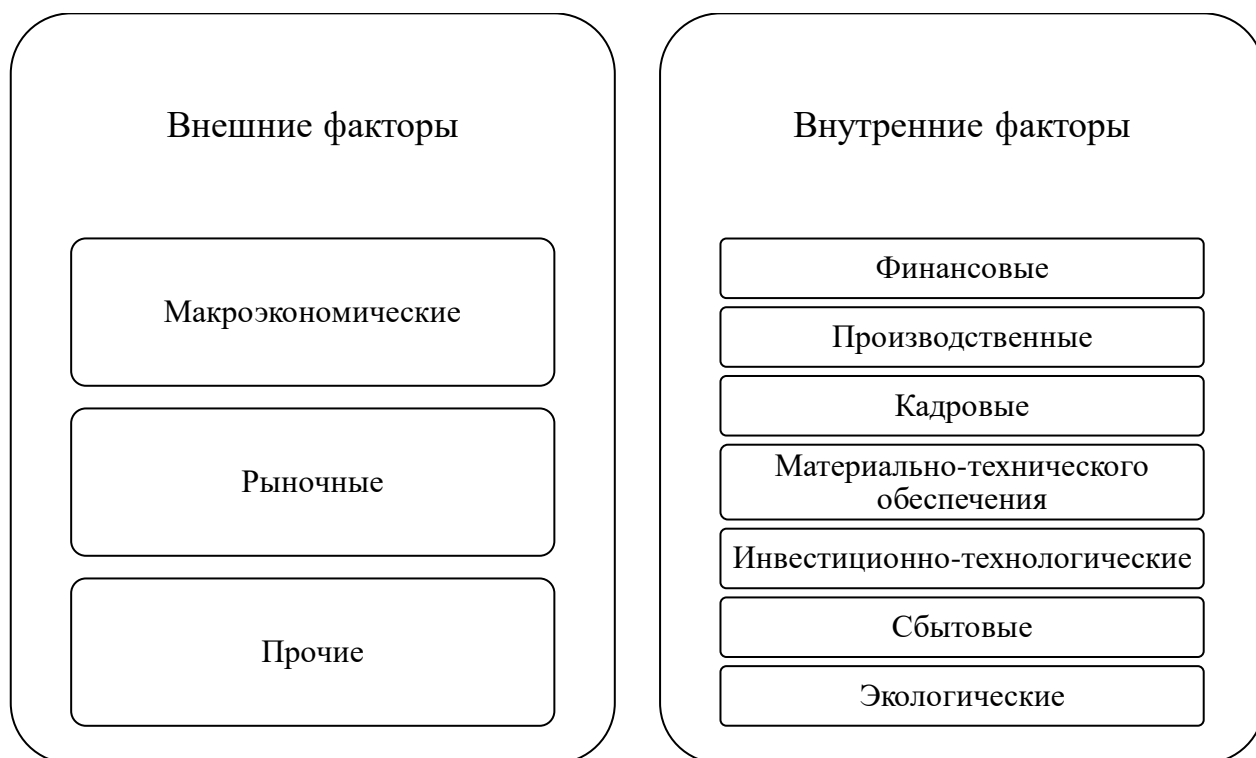 Внешние факторы
Макроэкономические
Рыночные
Прочие
Внутренние факторы
Финансовые
Производственные
Кадровые
Материально-технического
обеспечения
Инвестиционно-технологические
Сбытовые
Экологические